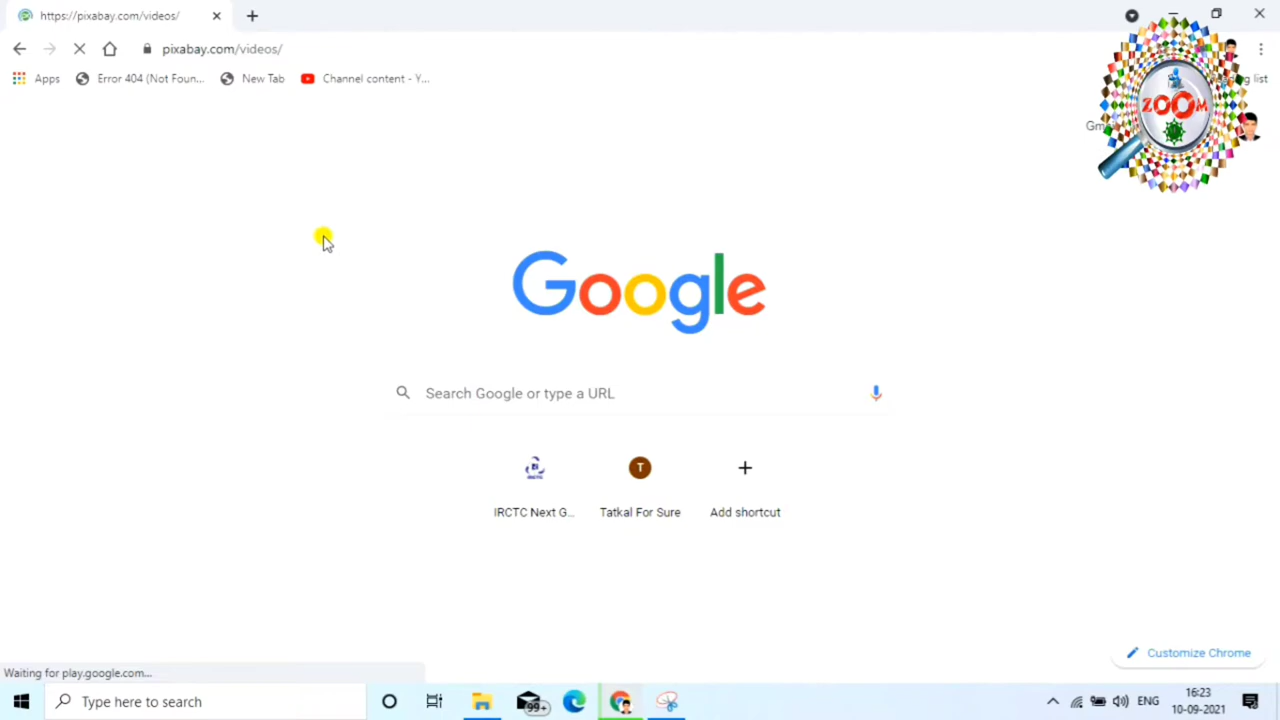 https://pixabay.com/videos/
pixabay.com/videos/
Apps
Error 404 (Not Foun...
New Tab
Channel content - Y...
ZOOM
Google
Search Google or type a URL
T
IRCTC
IRCTC Next G...
Tatkal For Sure
Add shortcut
Customize Chrome
Waiting for play.google.com...
Type here to search
99+
ENG
16:23
10-09-2021